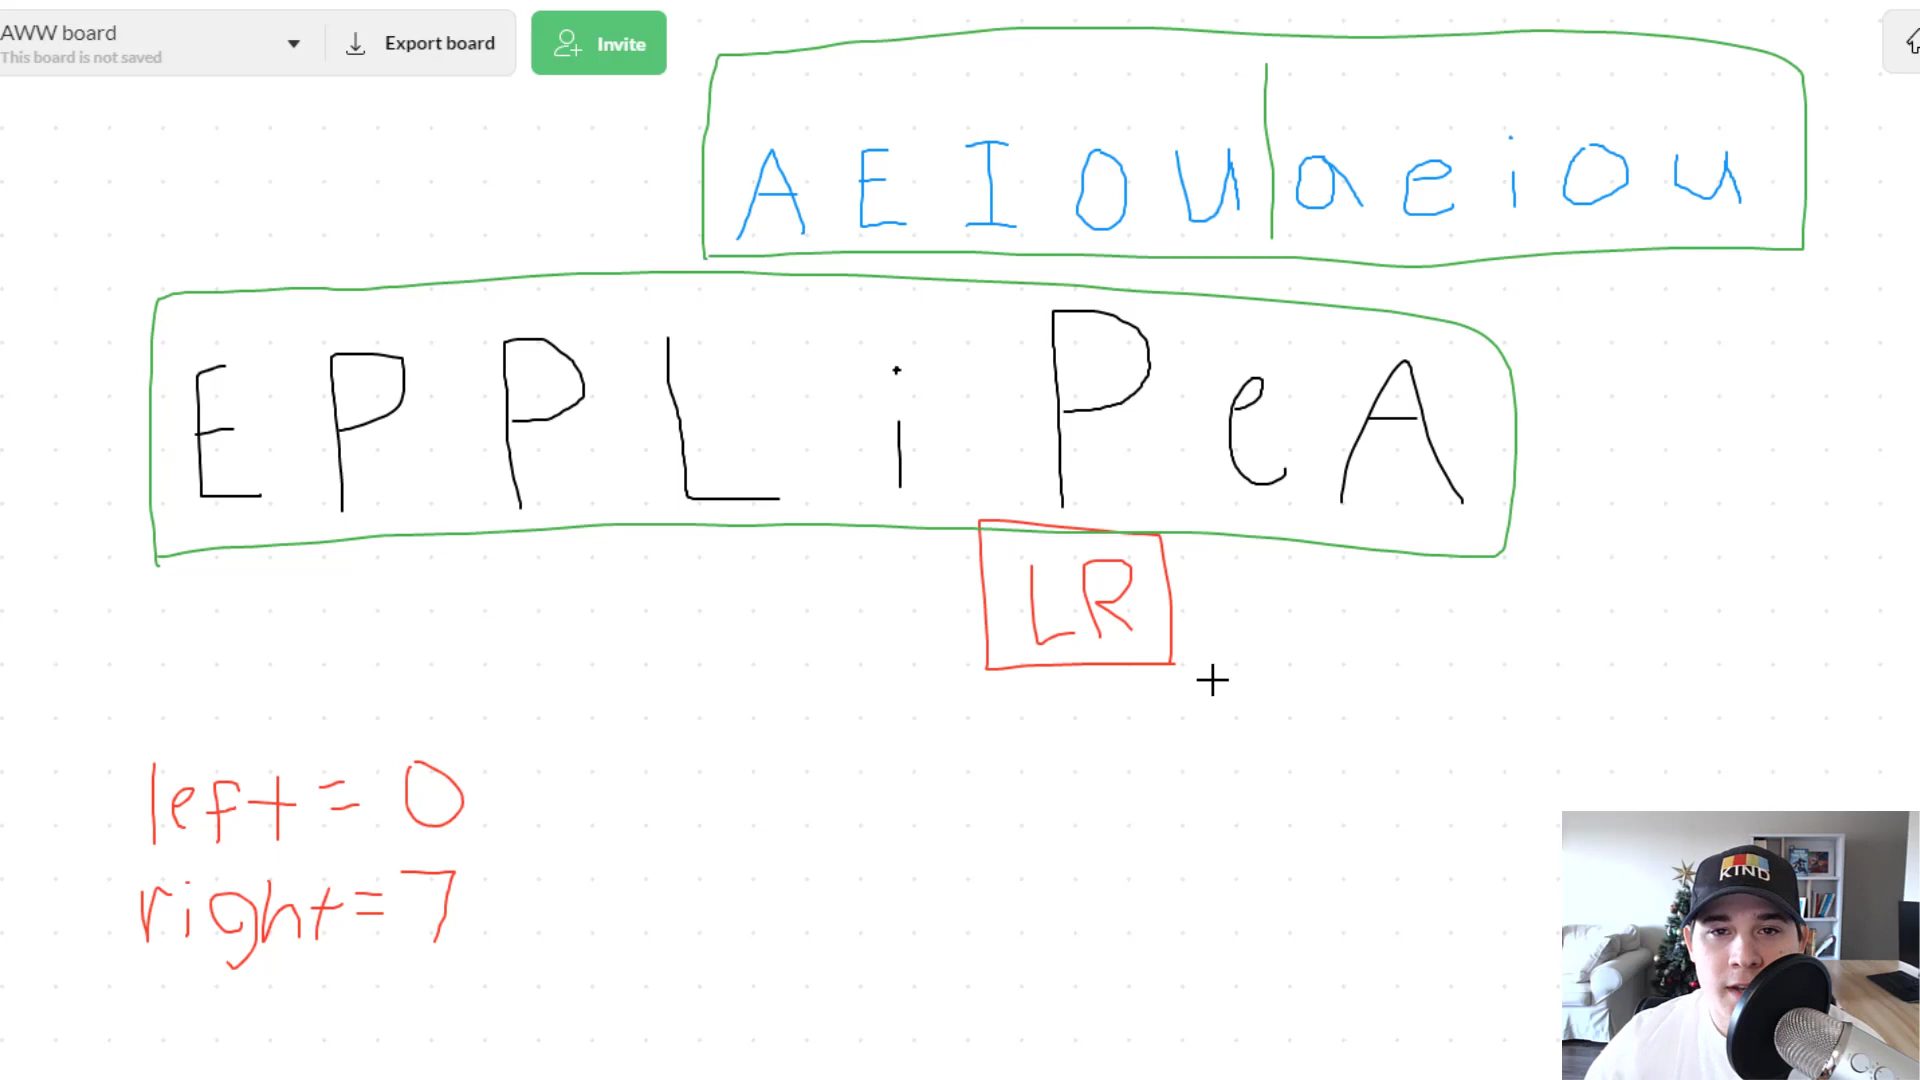 AWW board
This board is not saved
Export board
Invite
A E I O U a e i o u
E P P L i P e A
LR
left = 0
right = 7
KIND